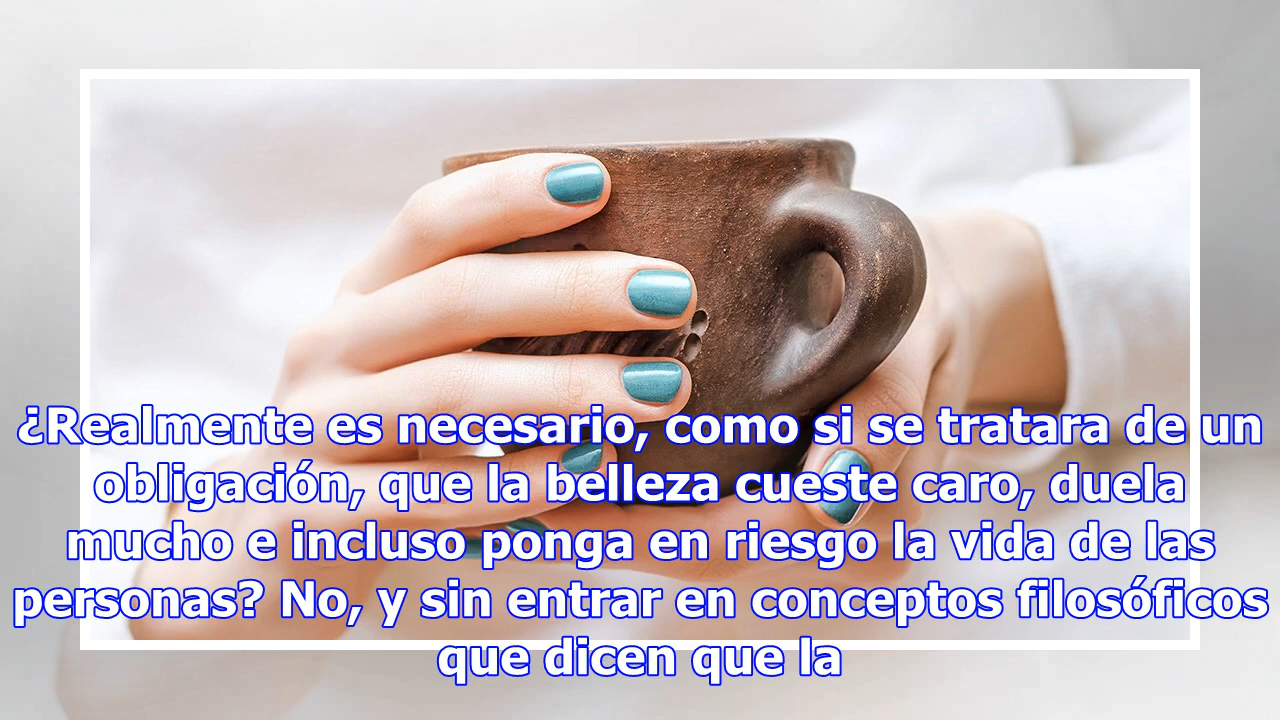 ¿Realmente es necesario, como si se tratara de un
obligación, que la belleza cueste caro, duela
mucho e incluso ponga en riesgo la vida de las
personas? No, y sin entrar en conceptos filosóficos
que dicen que la